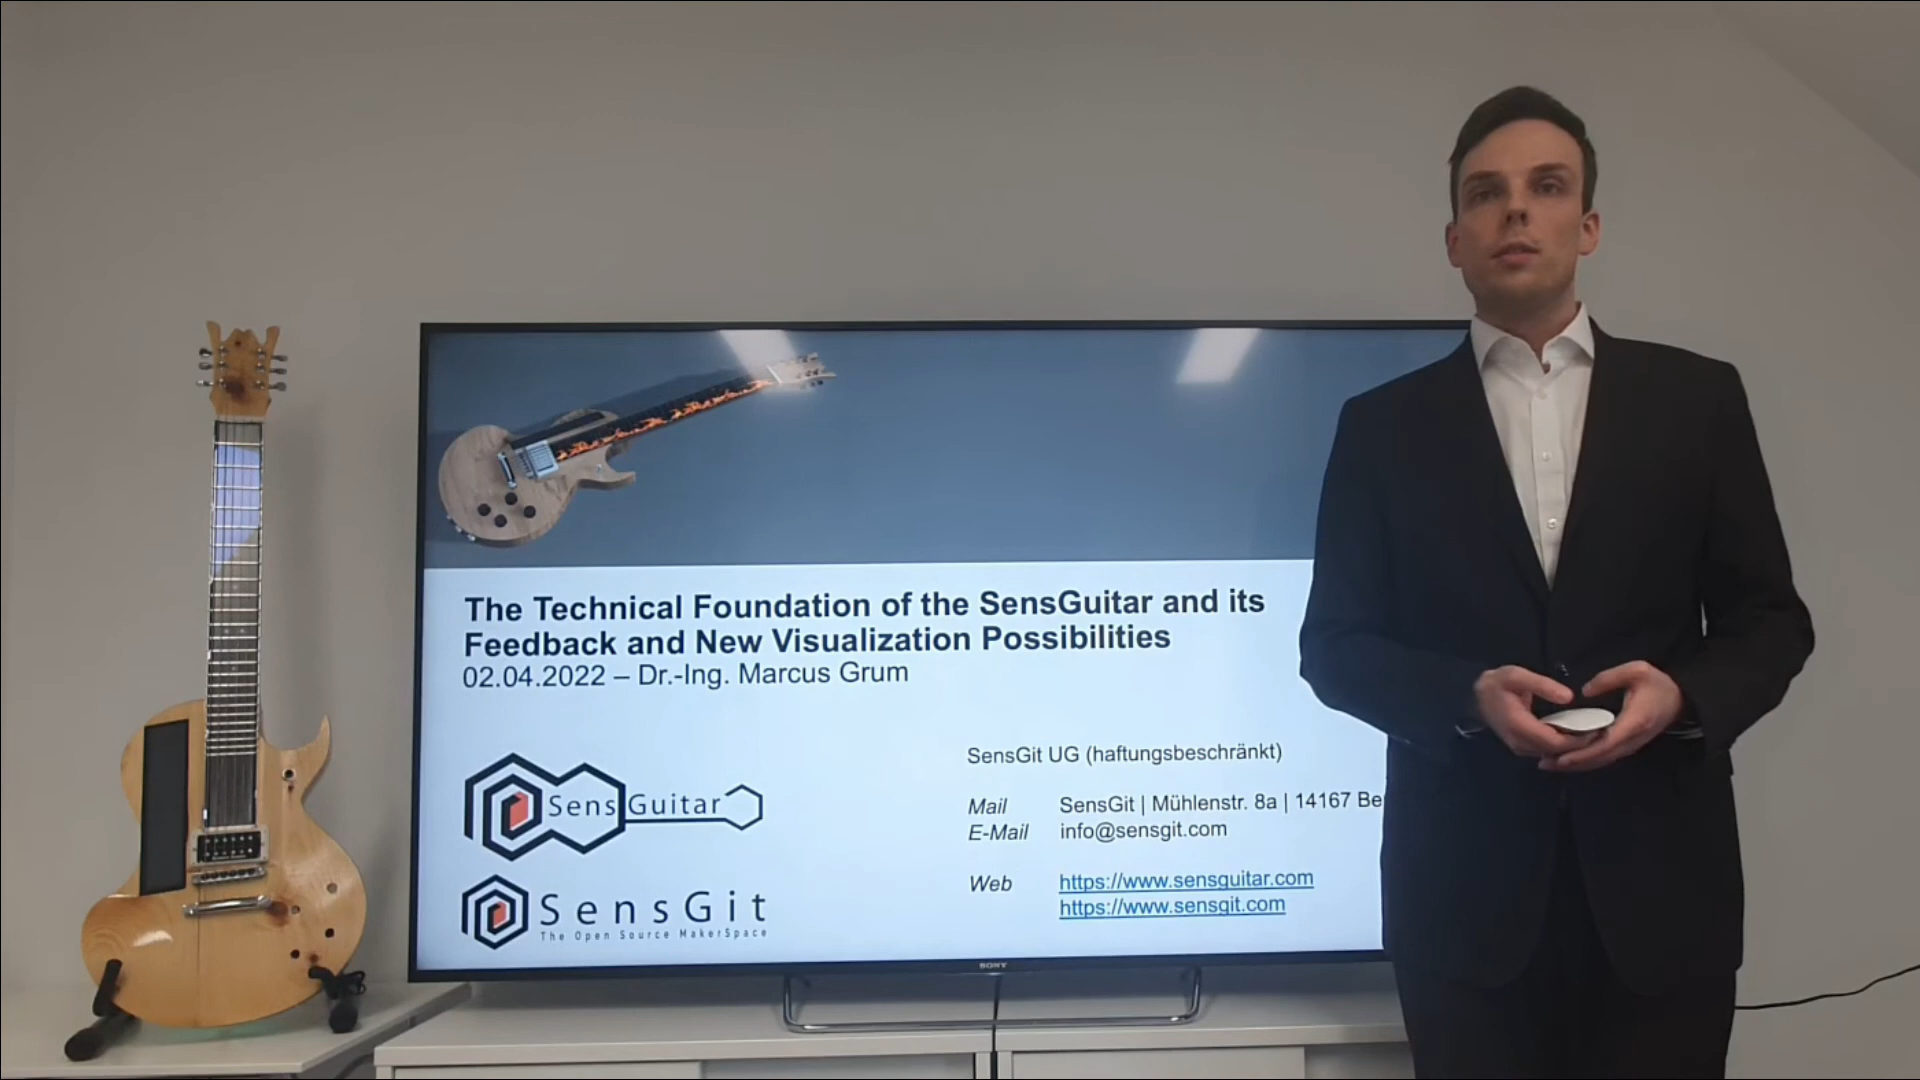 The Technical Foundation of the SensGuitar and its
Feedback and New Visualization Possibilities
02.04.2022 – Dr.-Ing. Marcus Grum
SensGuitar
SensGit
The Open Source MakerSpace
SensGit UG (haftungsbeschränkt)
Mail SensGit | Mühlenstr. 8a | 14167 Be
E-Mail info@sensgit.com
Web https://www.sensguitar.com
https://www.sensgit.com
SONY